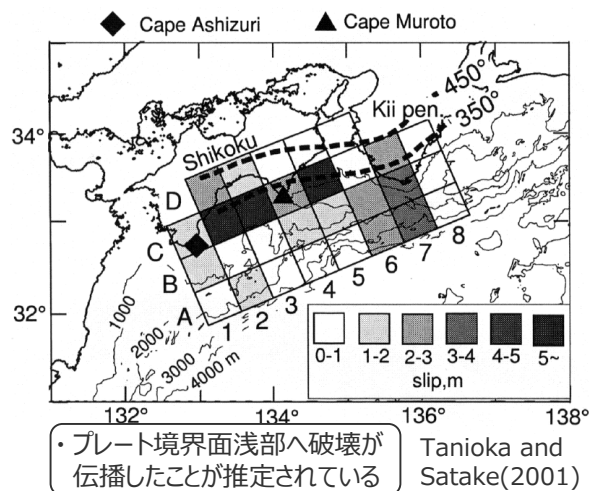 ◆ Cape Ashizuri ▲ Cape Muroto
450°
350°
Kii pen.
Shikoku
34°
32°
D
C
B
A
1 2 3 4 5 6 7 8
1000
2000
3000
4000 m
0-1 1-2 2-3 3-4 4-5 5~
slip,m
132 134 136 138°
・プレート境界面浅部へ破壊が
伝播したことが推定されている
Tanioka and
Satake(2001)